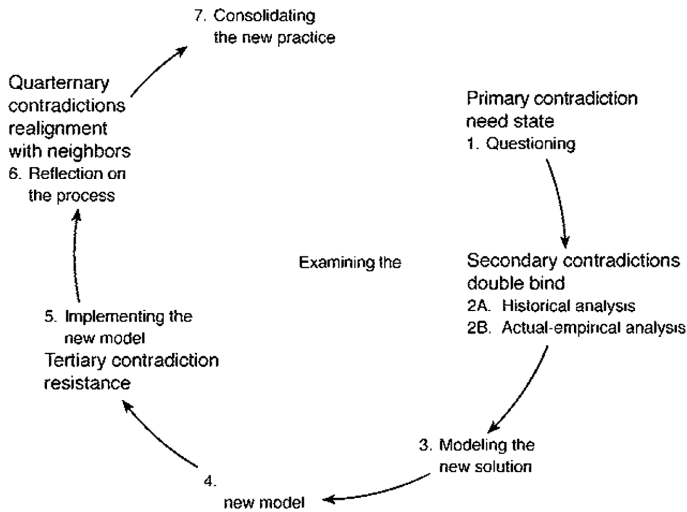 Primary contradiction
need state
1. Questioning
Secondary contradictions
double bind
2A. Historical analysis
2B. Actual-empirical analysis
3. Modeling the
new solution
Examining the
4.
new model
5. Implementing the
new model
Tertiary contradiction
resistance
Quarternary
contradictions
realignment
with neighbors
6. Reflection on
the process
7. Consolidating
the new practice